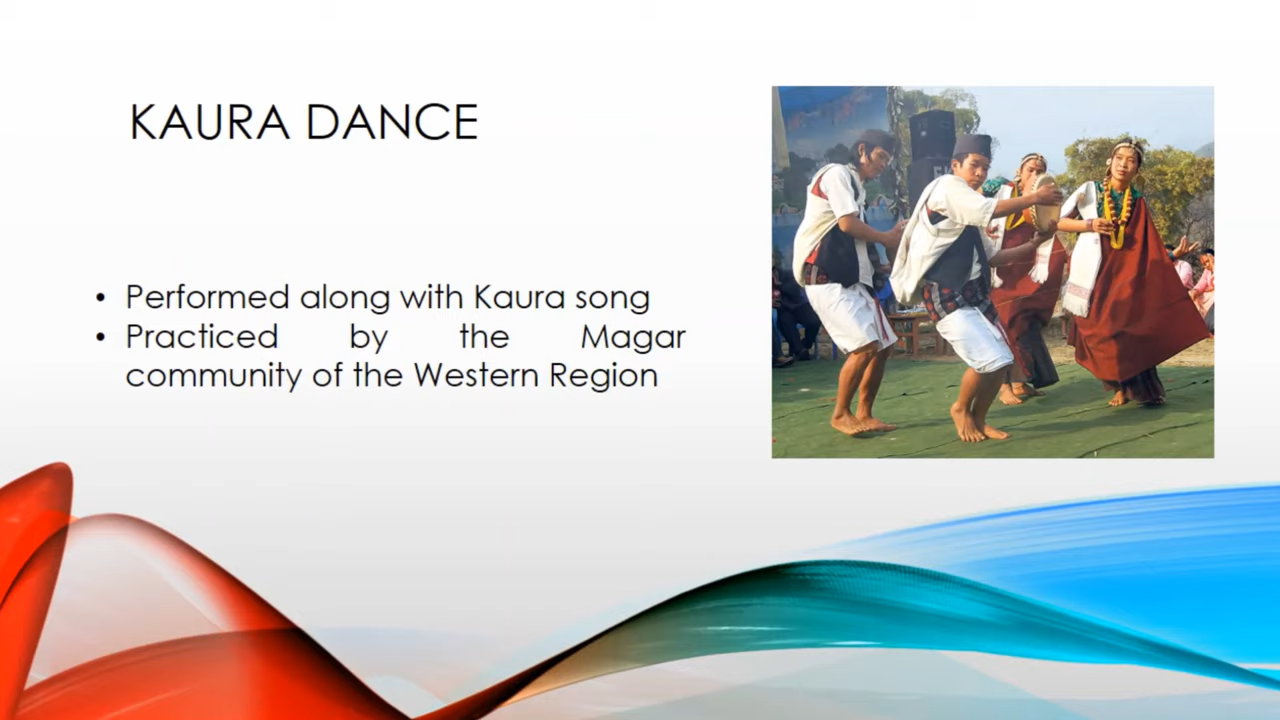 KAURA DANCE
• Performed along with Kaura song
• Practiced by the Magar
community of the Western Region